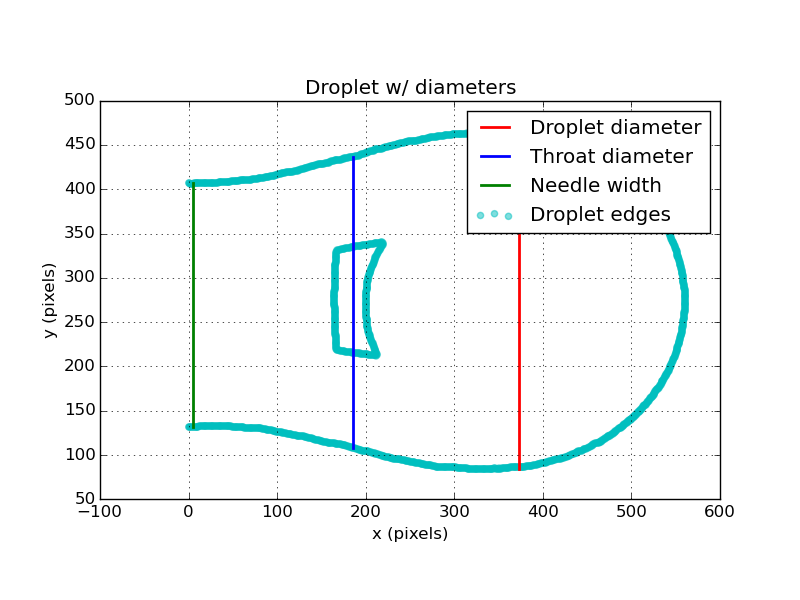 Droplet w/ diameters
500
450
400
350
300
250
200
150
100
50
y (pixels)
Droplet diameter
Throat diameter
Needle width
Droplet edges
−100 0 100 200 300 400 500 600
x (pixels)